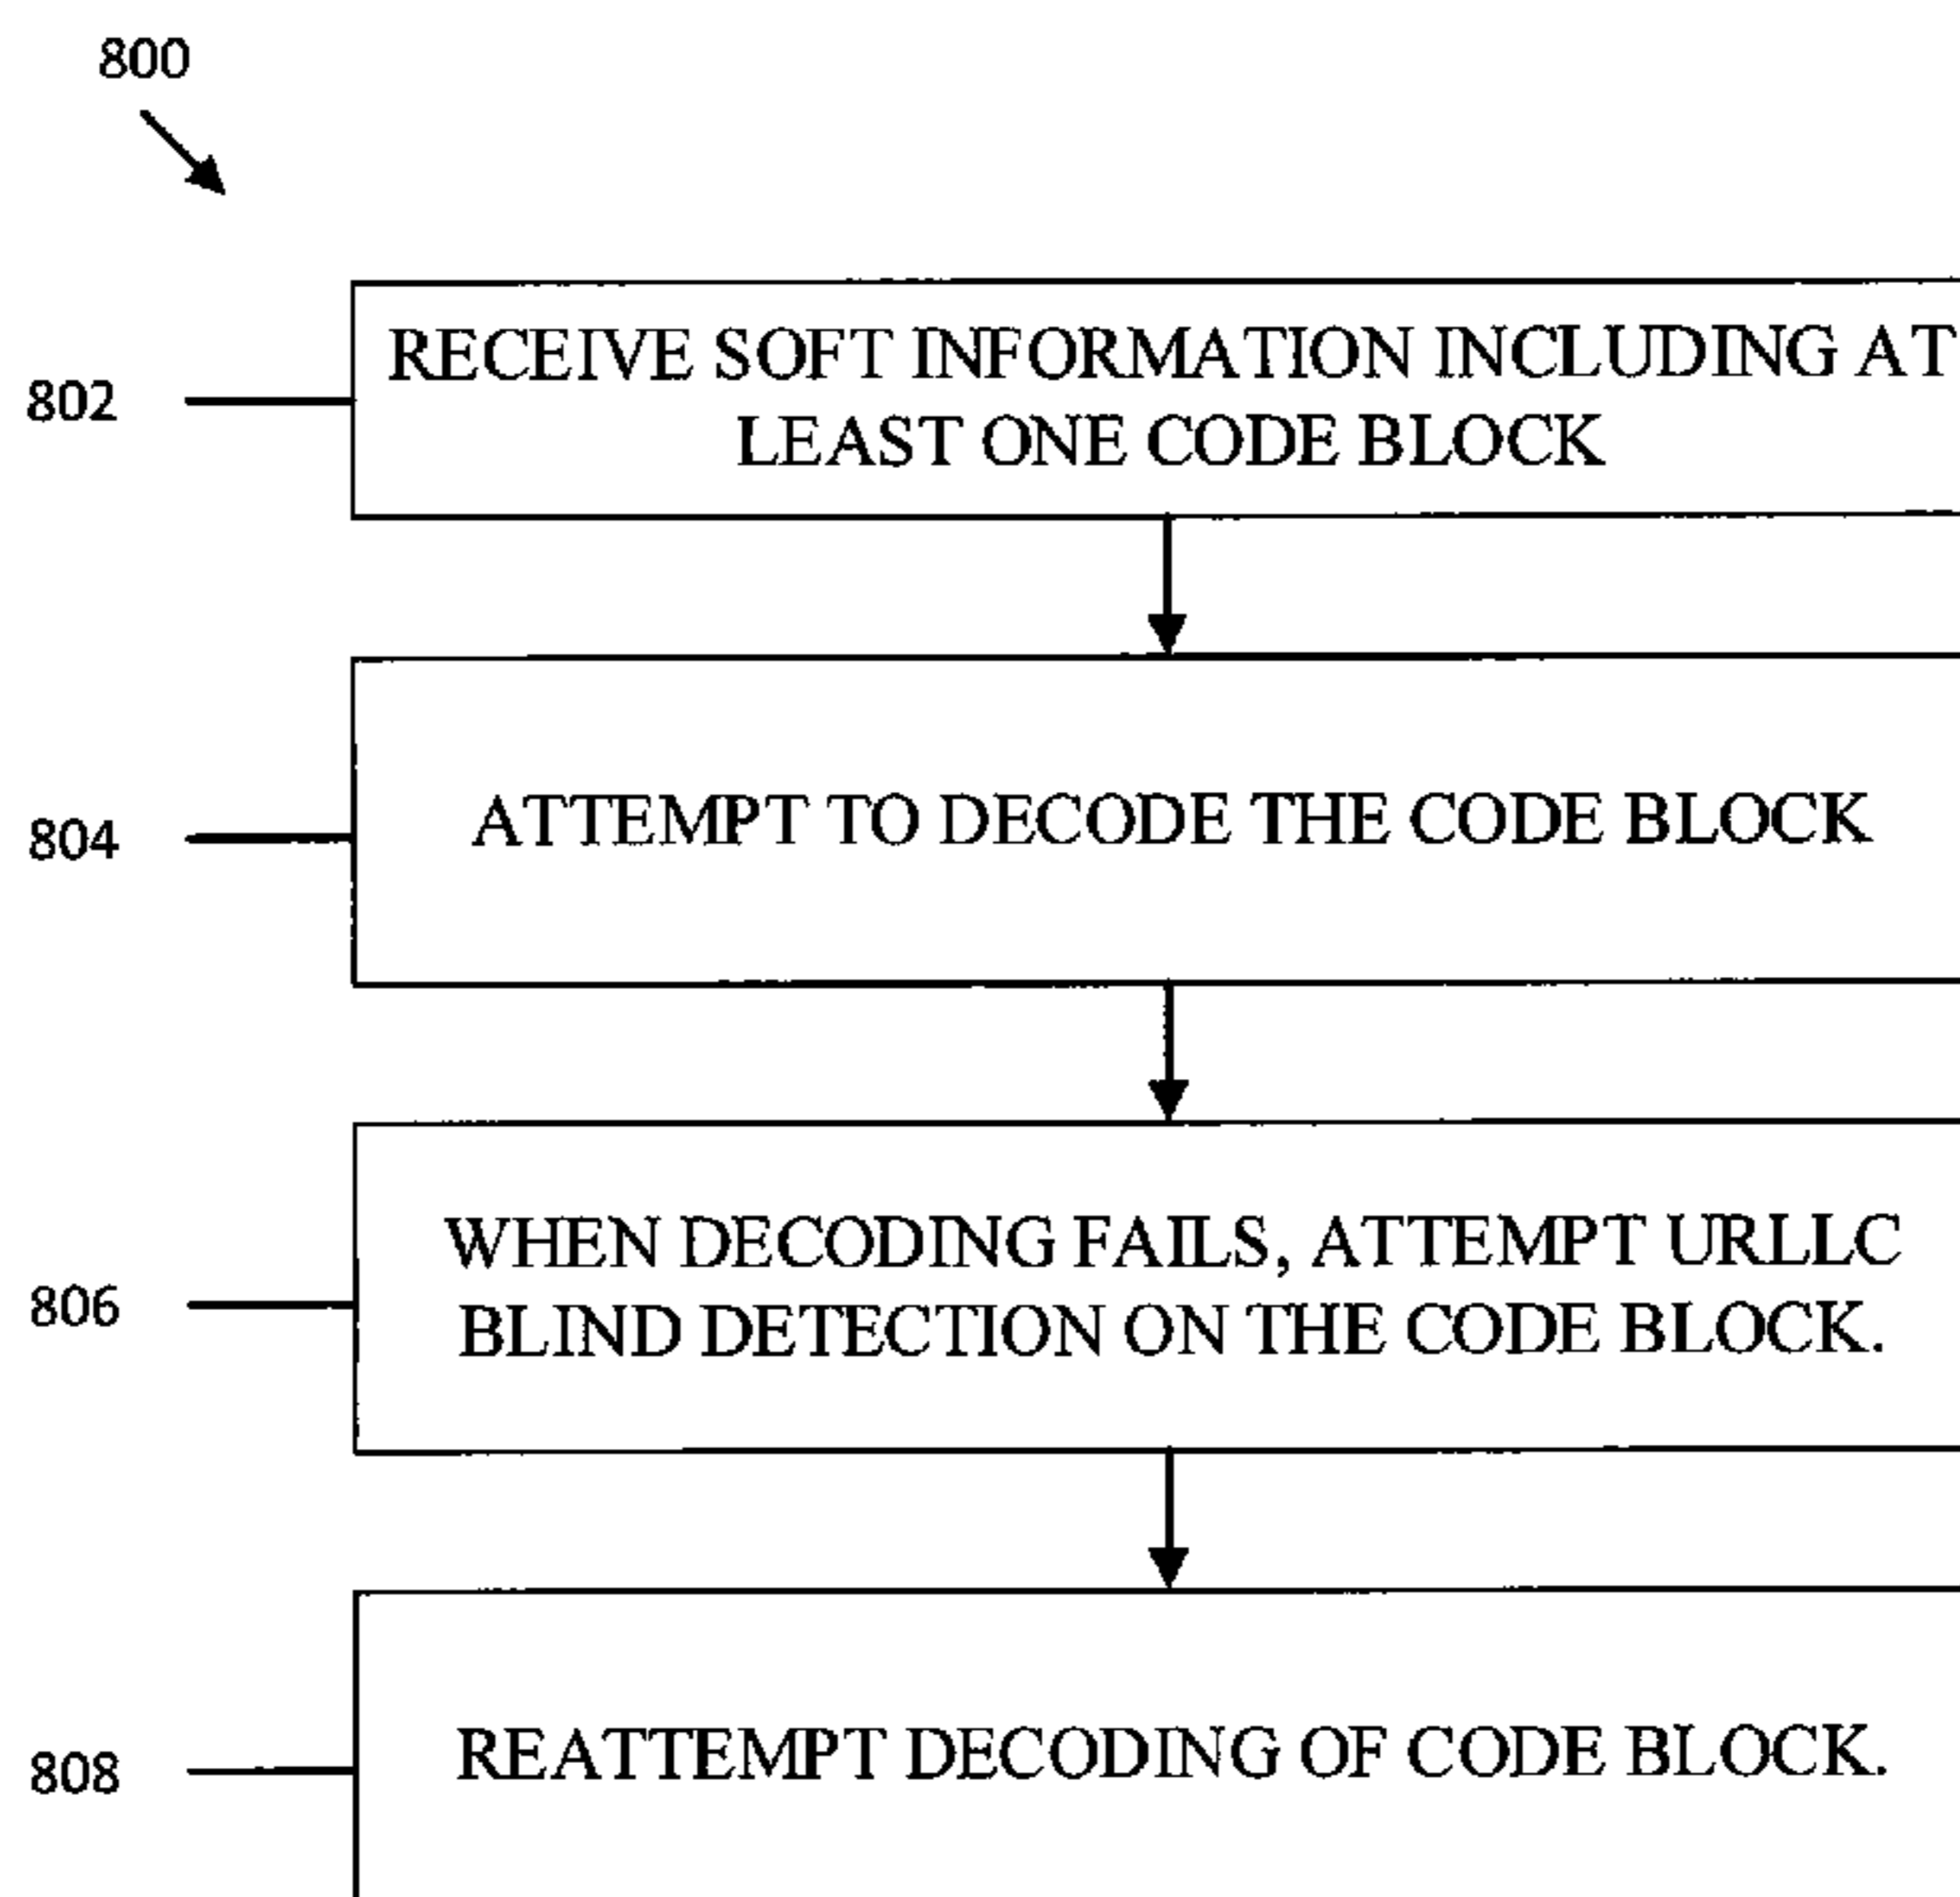 800
802
RECEIVE SOFT INFORMATION INCLUDING AT
LEAST ONE CODE BLOCK
804
ATTEMPT TO DECODE THE CODE BLOCK
806
WHEN DECODING FAILS, ATTEMPT URLLC
BLIND DETECTION ON THE CODE BLOCK.
808
REATTEMPT DECODING OF CODE BLOCK.